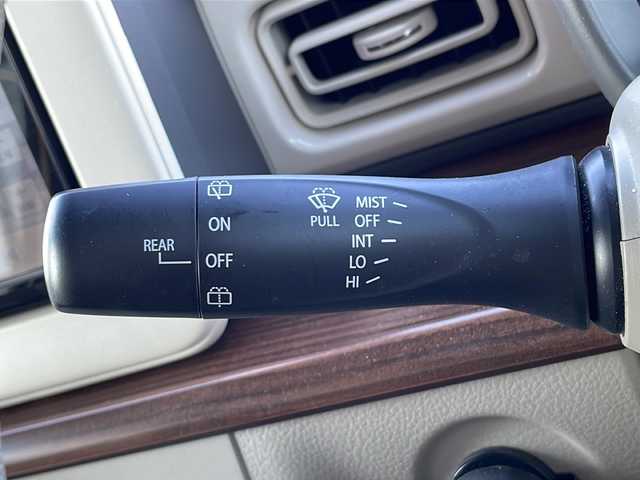 REAR
ON
OFF
PULL
MIST
OFF
INT
LO
HI